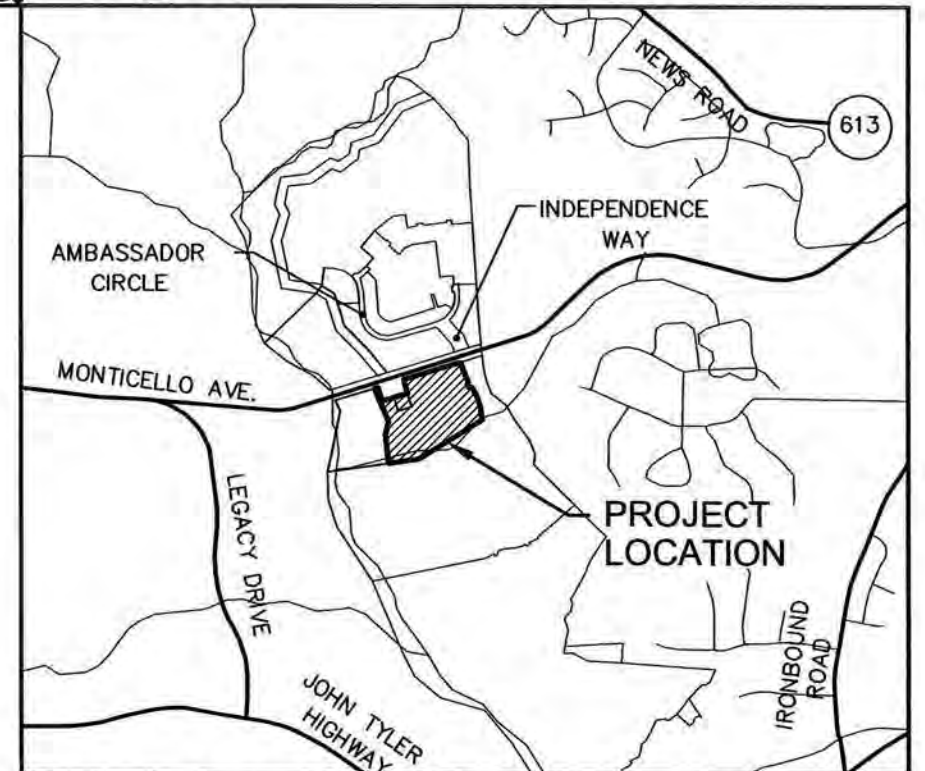 NEWS ROAD
613
INDEPENDENCE
WAY
AMBASSADOR
CIRCLE
MONTICELLO AVE.
LEGACY DRIVE
PROJECT
LOCATION
IRONBOUND
ROAD
JOHN TYLER
HIGHWAY